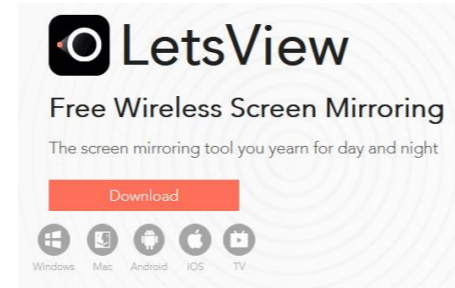 LetsView
Free Wireless Screen Mirroring
The screen mirroring tool you yearn for day and night
Download
Windows Mac Android iOS TV